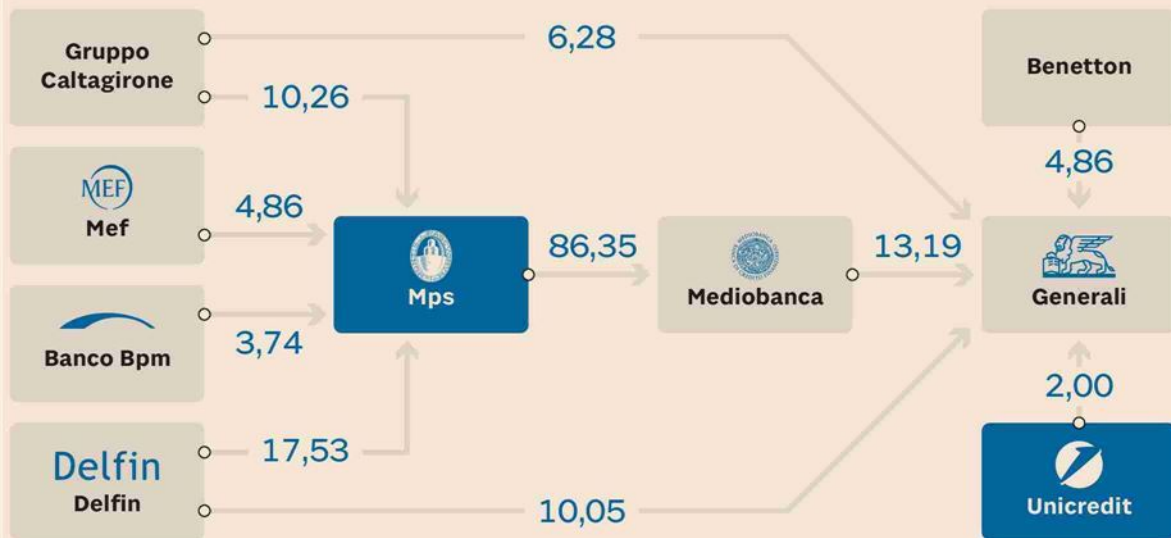 Gruppo
Caltagirone
6,28
10,26
Benetton
4,86
MEF
Mef
4,86
Mps
86,35
Mediobanca
13,19
Generali
Banco Bpm
3,74
2,00
Delfin
Delfin
17,53
10,05
Unicredit